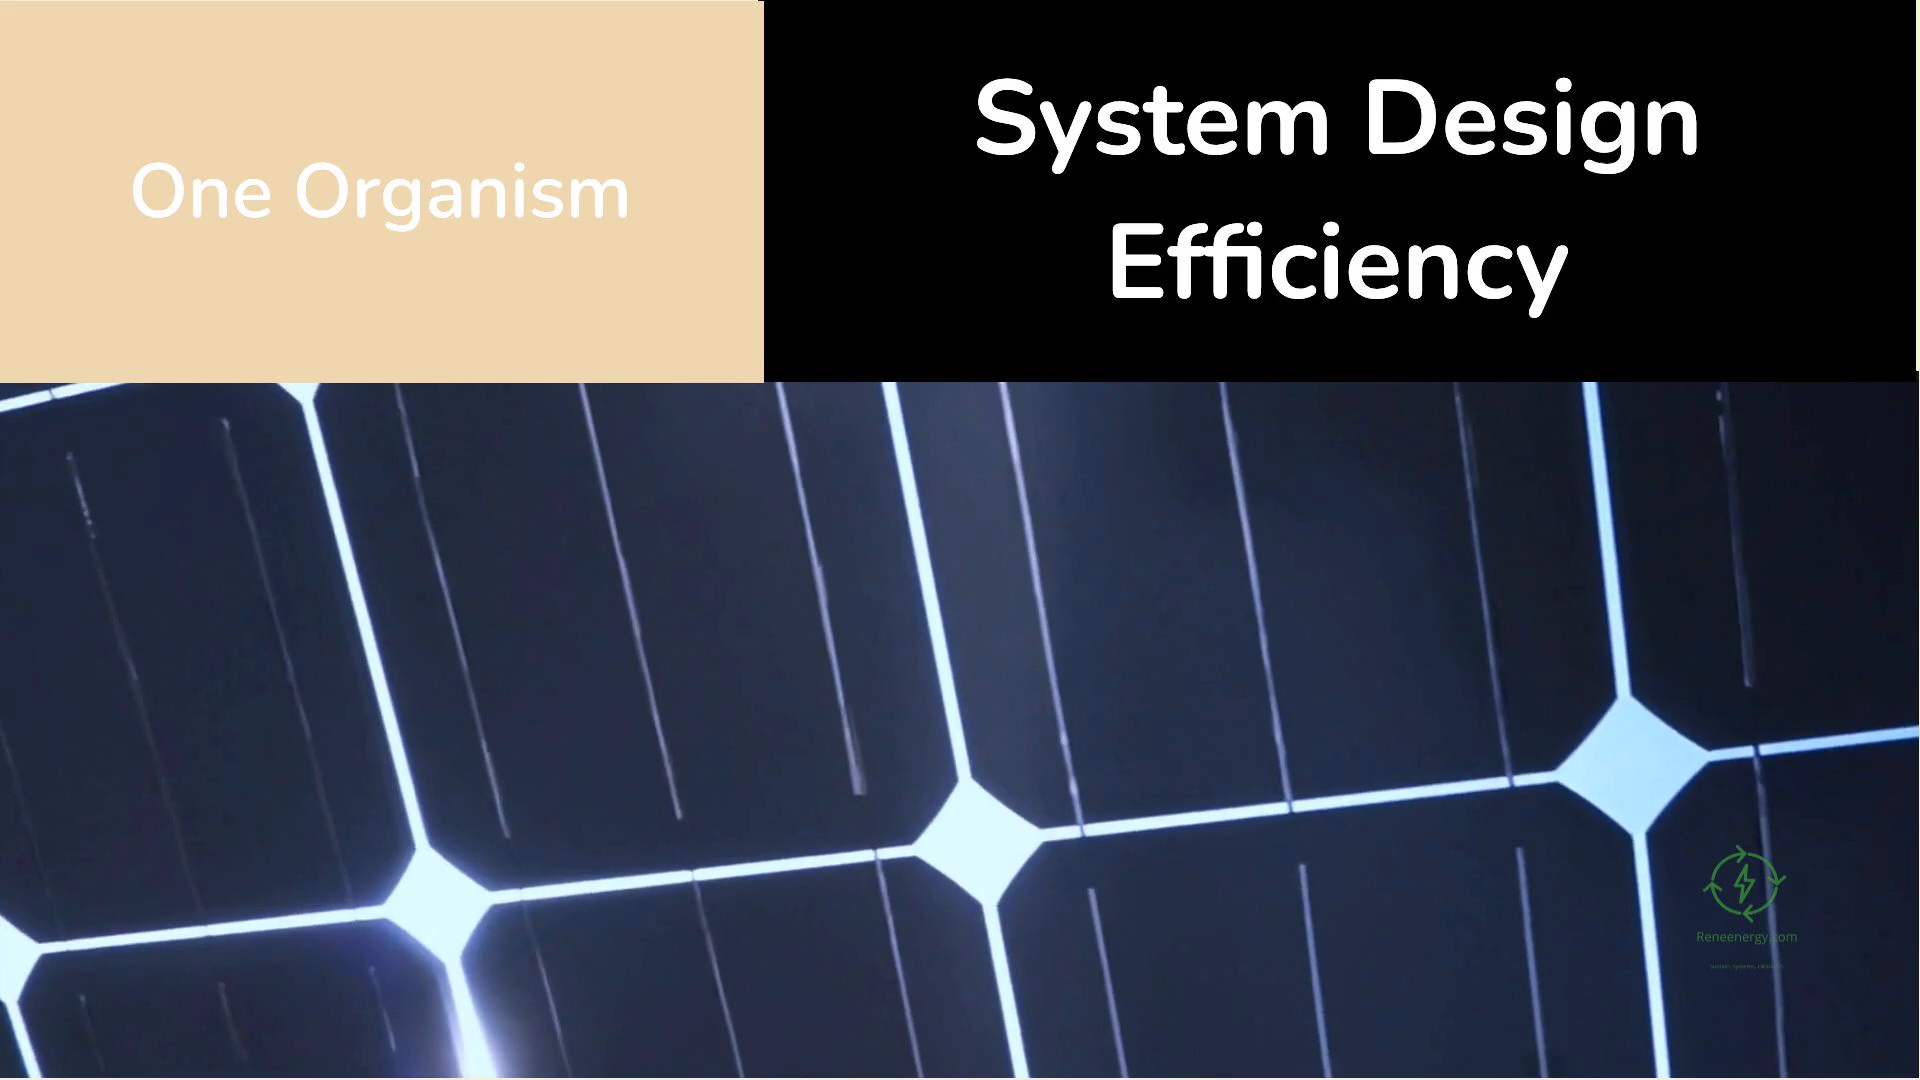 One Organism
System Design
Efficiency
Reneenergy.com